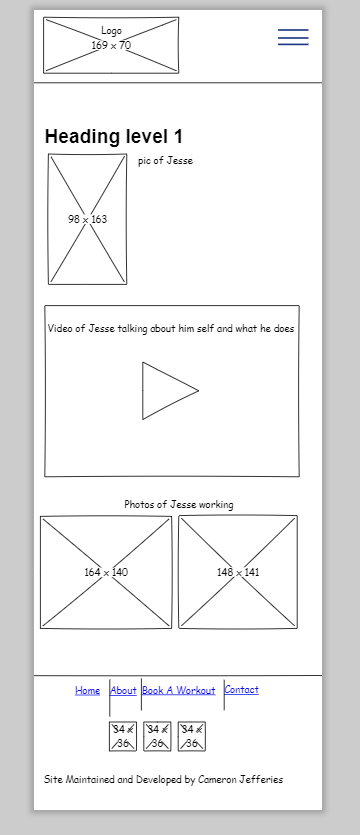 Logo
169 x 70
Heading level 1
pic of Jesse
98 x 163
Video of Jesse talking about him self and what he does
Photos of Jesse working
164 x 140
148 x 141
Home About Book A Workout Contact
34 x 34 x 34 x
36 36 36
Site Maintained and Developed by Cameron Jefferies